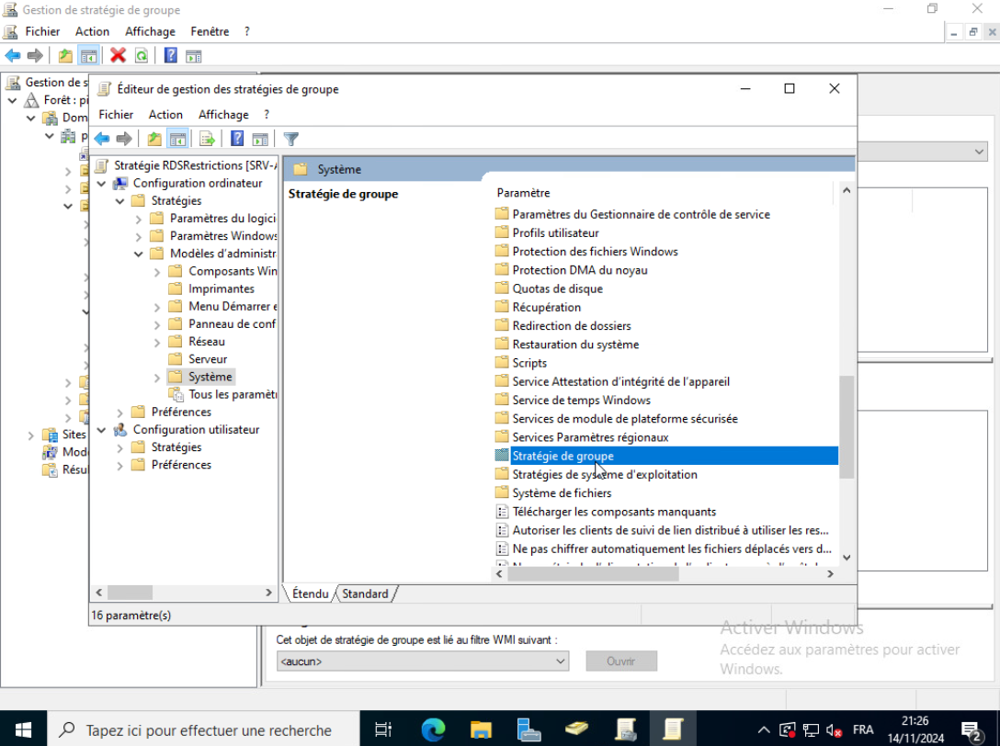 Gestion de stratégie de groupe
Fichier Action Affichage Fenêtre ?
Gestion de s
Forêt : pi
Dom
p
Sites
Modè
Résul
Éditeur de gestion des stratégies de groupe
Fichier Action Affichage ?
Stratégie RDSRestrictions [SRV-A
Configuration ordinateur
Stratégies
Paramètres du logici
Paramètres Windows
Modèles d'administr
Composants Win
Imprimantes
Menu Démarrer e
Panneau de conf
Réseau
Serveur
Système
Tous les paramètr
Préférences
Configuration utilisateur
Stratégies
Préférences
Système
Stratégie de groupe
Paramètre
Paramètres du Gestionnaire de contrôle de service
Profils utilisateur
Protection des fichiers Windows
Protection DMA du noyau
Quotas de disque
Récupération
Redirection de dossiers
Restauration du système
Scripts
Service Attestation d'intégrité de l'appareil
Service de temps Windows
Services de module de plateforme sécurisée
Services Paramètres régionaux
Stratégie de groupe
Stratégies de système d'exploitation
Système de fichiers
Télécharger les composants manquants
Autoriser les clients de suivi de lien distribué à utiliser les res...
Ne pas chiffrer automatiquement les fichiers déplacés vers d...
Étendu Standard
16 paramètre(s)
Cet objet de stratégie de groupe est lié au filtre WMI suivant :
<aucun> Ouvrir
Activer Windows
Accédez aux paramètres pour activer
Windows.
Tapez ici pour effectuer une recherche
FRA
21:26
14/11/2024
2